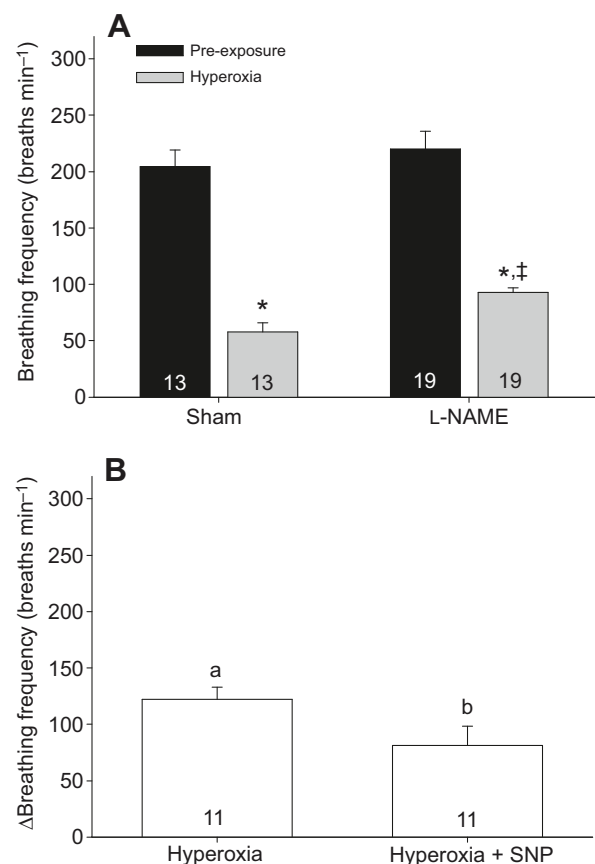 A
Pre-exposure
Hyperoxia
Breathing frequency (breaths min⁻¹)
300
250
200
150
100
50
0
*
*,‡
13
13
19
19
Sham
L-NAME
B
ΔBreathing frequency (breaths min⁻¹)
300
250
200
150
100
50
0
a
b
11
11
Hyperoxia
Hyperoxia + SNP